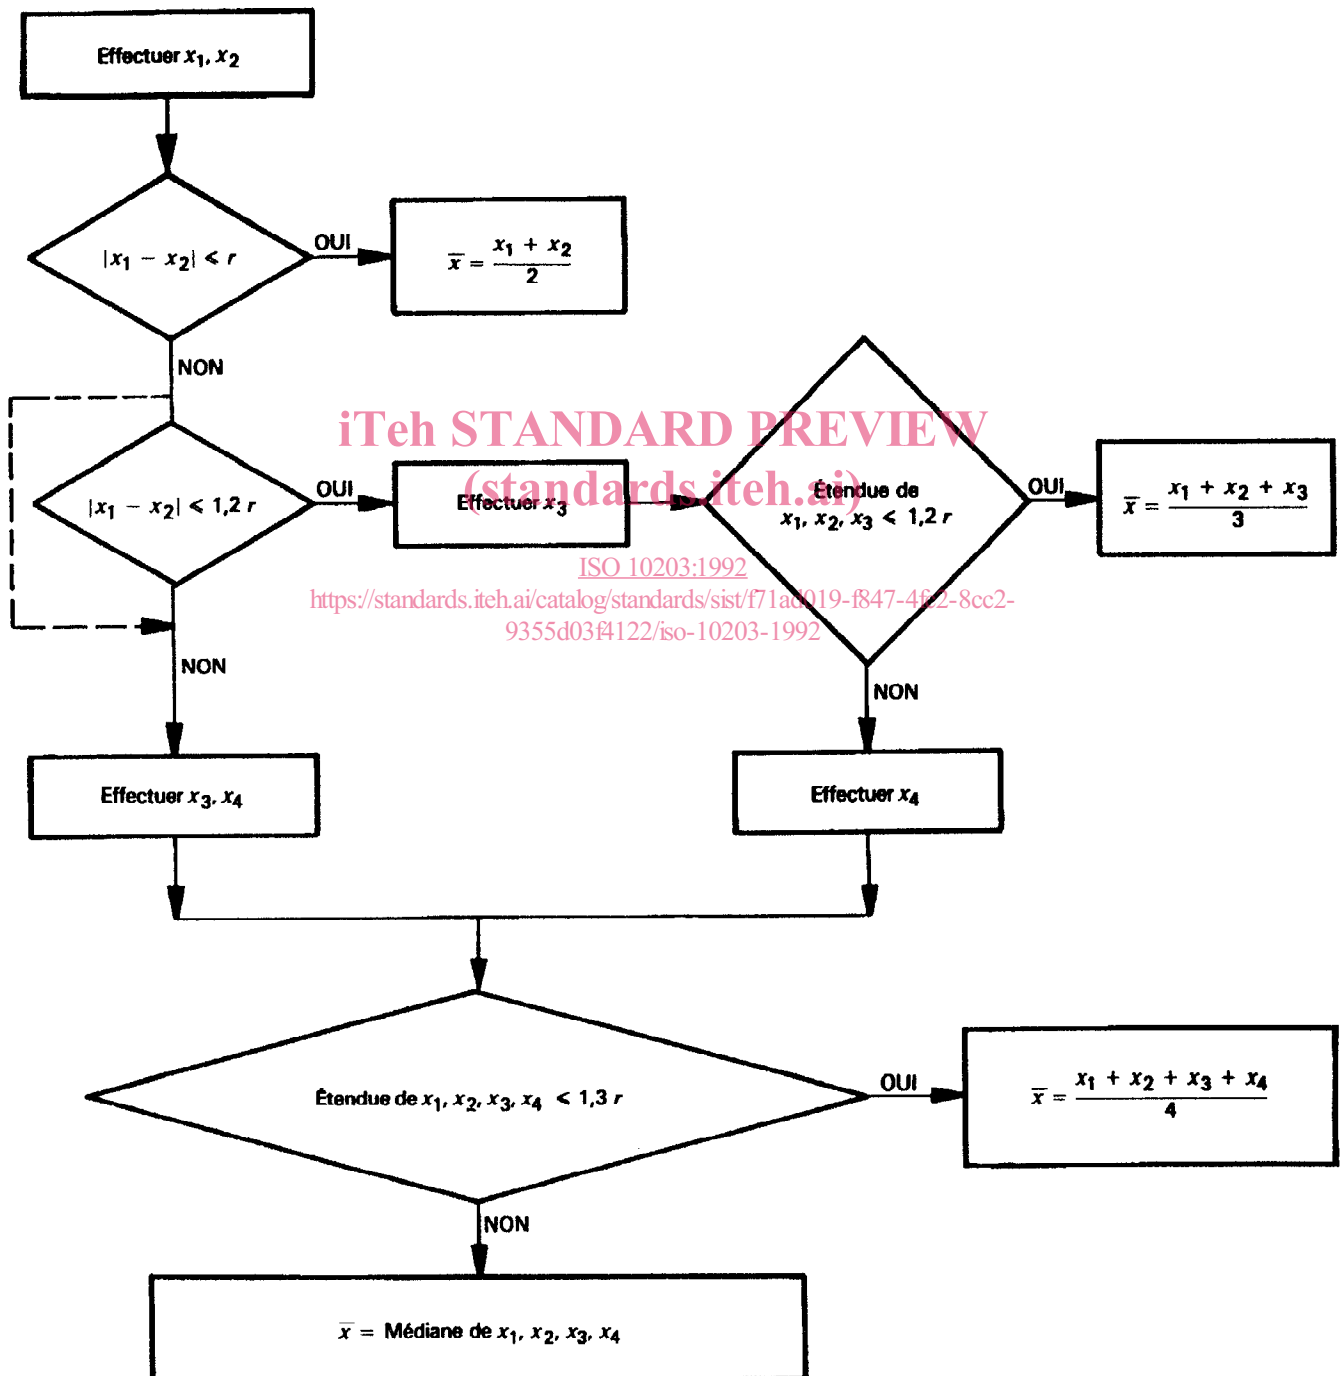 Effectuer x1, x2
|x1 − x2| ≤ r
OUI
x̄ = (x1 + x2)/2
NON
|x1 − x2| ≤ 1,2 r
OUI
Effectuer x3
Étendue de
x1, x2, x3 ≤ 1,2 r
OUI
x̄ = (x1 + x2 + x3)/3
iTeh STANDARD PREVIEW
(standards.iteh.ai)
ISO 10203:1992
https://standards.iteh.ai/catalog/standards/sist/f71ad019-f847-4fe2-8cc2-
9355d03f4122/iso-10203-1992
NON
NON
Effectuer x3, x4
Effectuer x4
Étendue de x1, x2, x3, x4 ≤ 1,3 r
OUI
x̄ = (x1 + x2 + x3 + x4)/4
NON
x̄ = Médiane de x1, x2, x3, x4